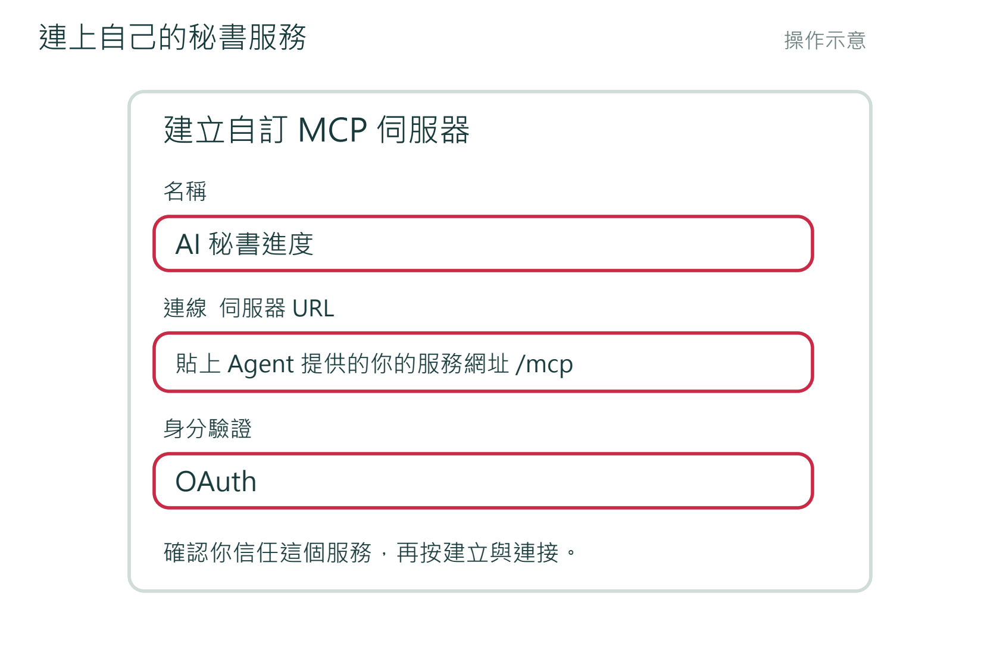 連上自己的秘書服務
操作示意
建立自訂 MCP 伺服器
名稱
AI 秘書進度
連線 伺服器 URL
貼上 Agent 提供的你的服務網址 /mcp
身分驗證
OAuth
確認你信任這個服務，再按建立與連接。